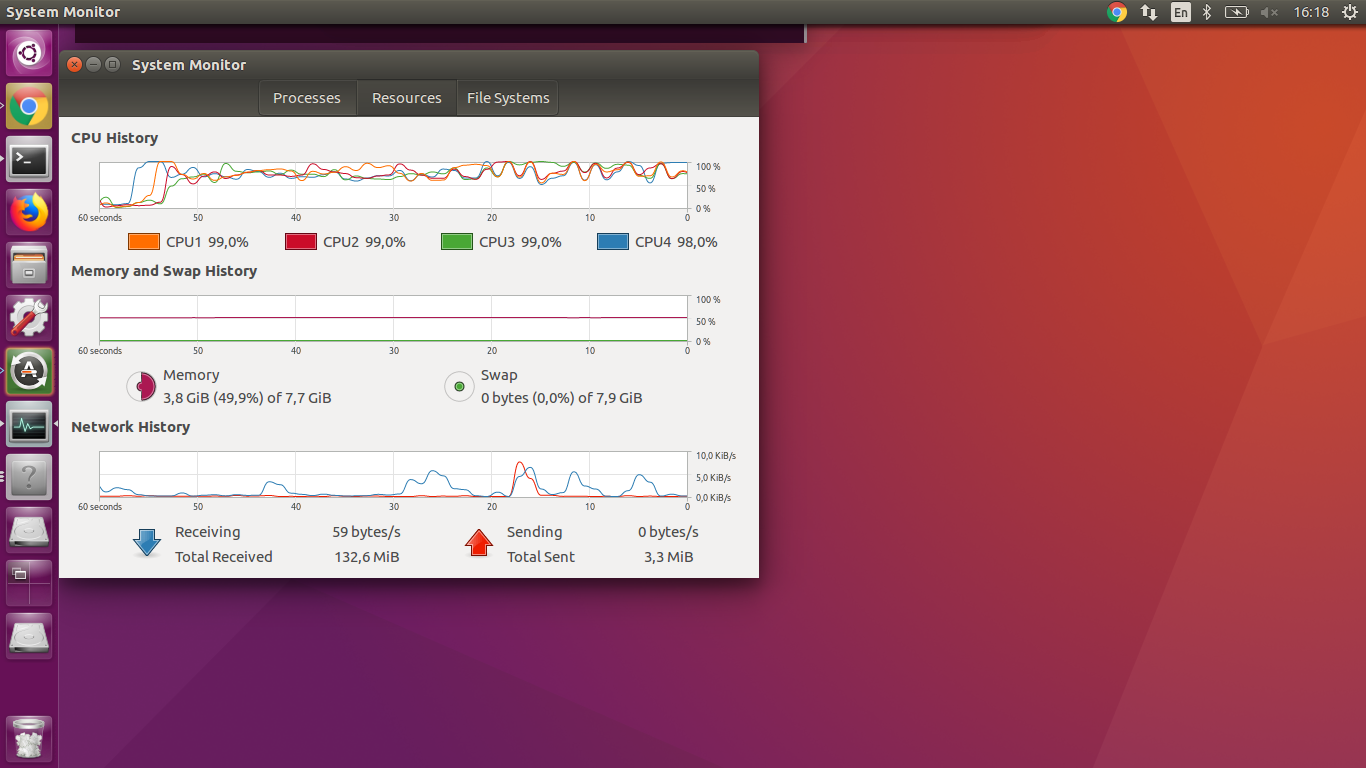 System Monitor
En
16:18
System Monitor
Processes Resources File Systems
CPU History
100 %
50 %
0 %
60 seconds 50 40 30 20 10 0
CPU1 99,0% CPU2 99,0% CPU3 99,0% CPU4 98,0%
Memory and Swap History
100 %
50 %
0 %
60 seconds 50 40 30 20 10 0
Memory
3,8 GiB (49,9%) of 7,7 GiB
Swap
0 bytes (0,0%) of 7,9 GiB
Network History
10,0 KiB/s
5,0 KiB/s
0,0 KiB/s
60 seconds 50 40 30 20 10 0
Receiving 59 bytes/s
Total Received 132,6 MiB
Sending 0 bytes/s
Total Sent 3,3 MiB